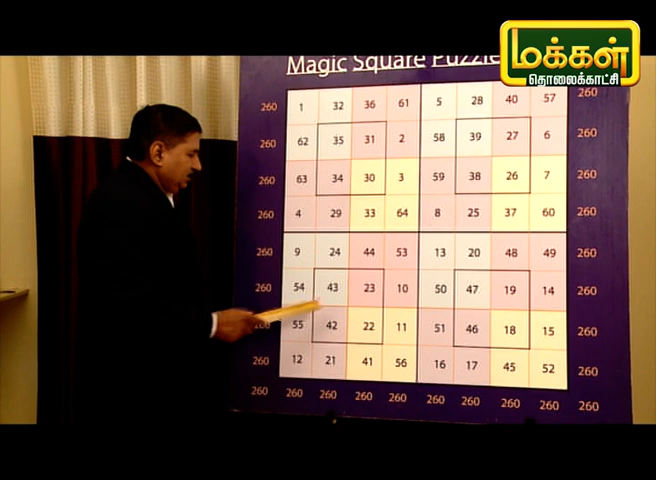 மக்கள்
தொலைக்காட்சி
Magic Square Puzzle
260 1 32 36 61 5 28 40 57 260
260 62 35 31 2 58 39 27 6 260
260 63 34 30 3 59 38 26 7 260
260 4 29 33 64 8 25 37 60 260
260 9 24 44 53 13 20 48 49 260
260 54 43 23 10 50 47 19 14 260
260 55 42 22 11 51 46 18 15 260
260 12 21 41 56 16 17 45 52 260
260 260 260 260 260 260 260 260 260 260